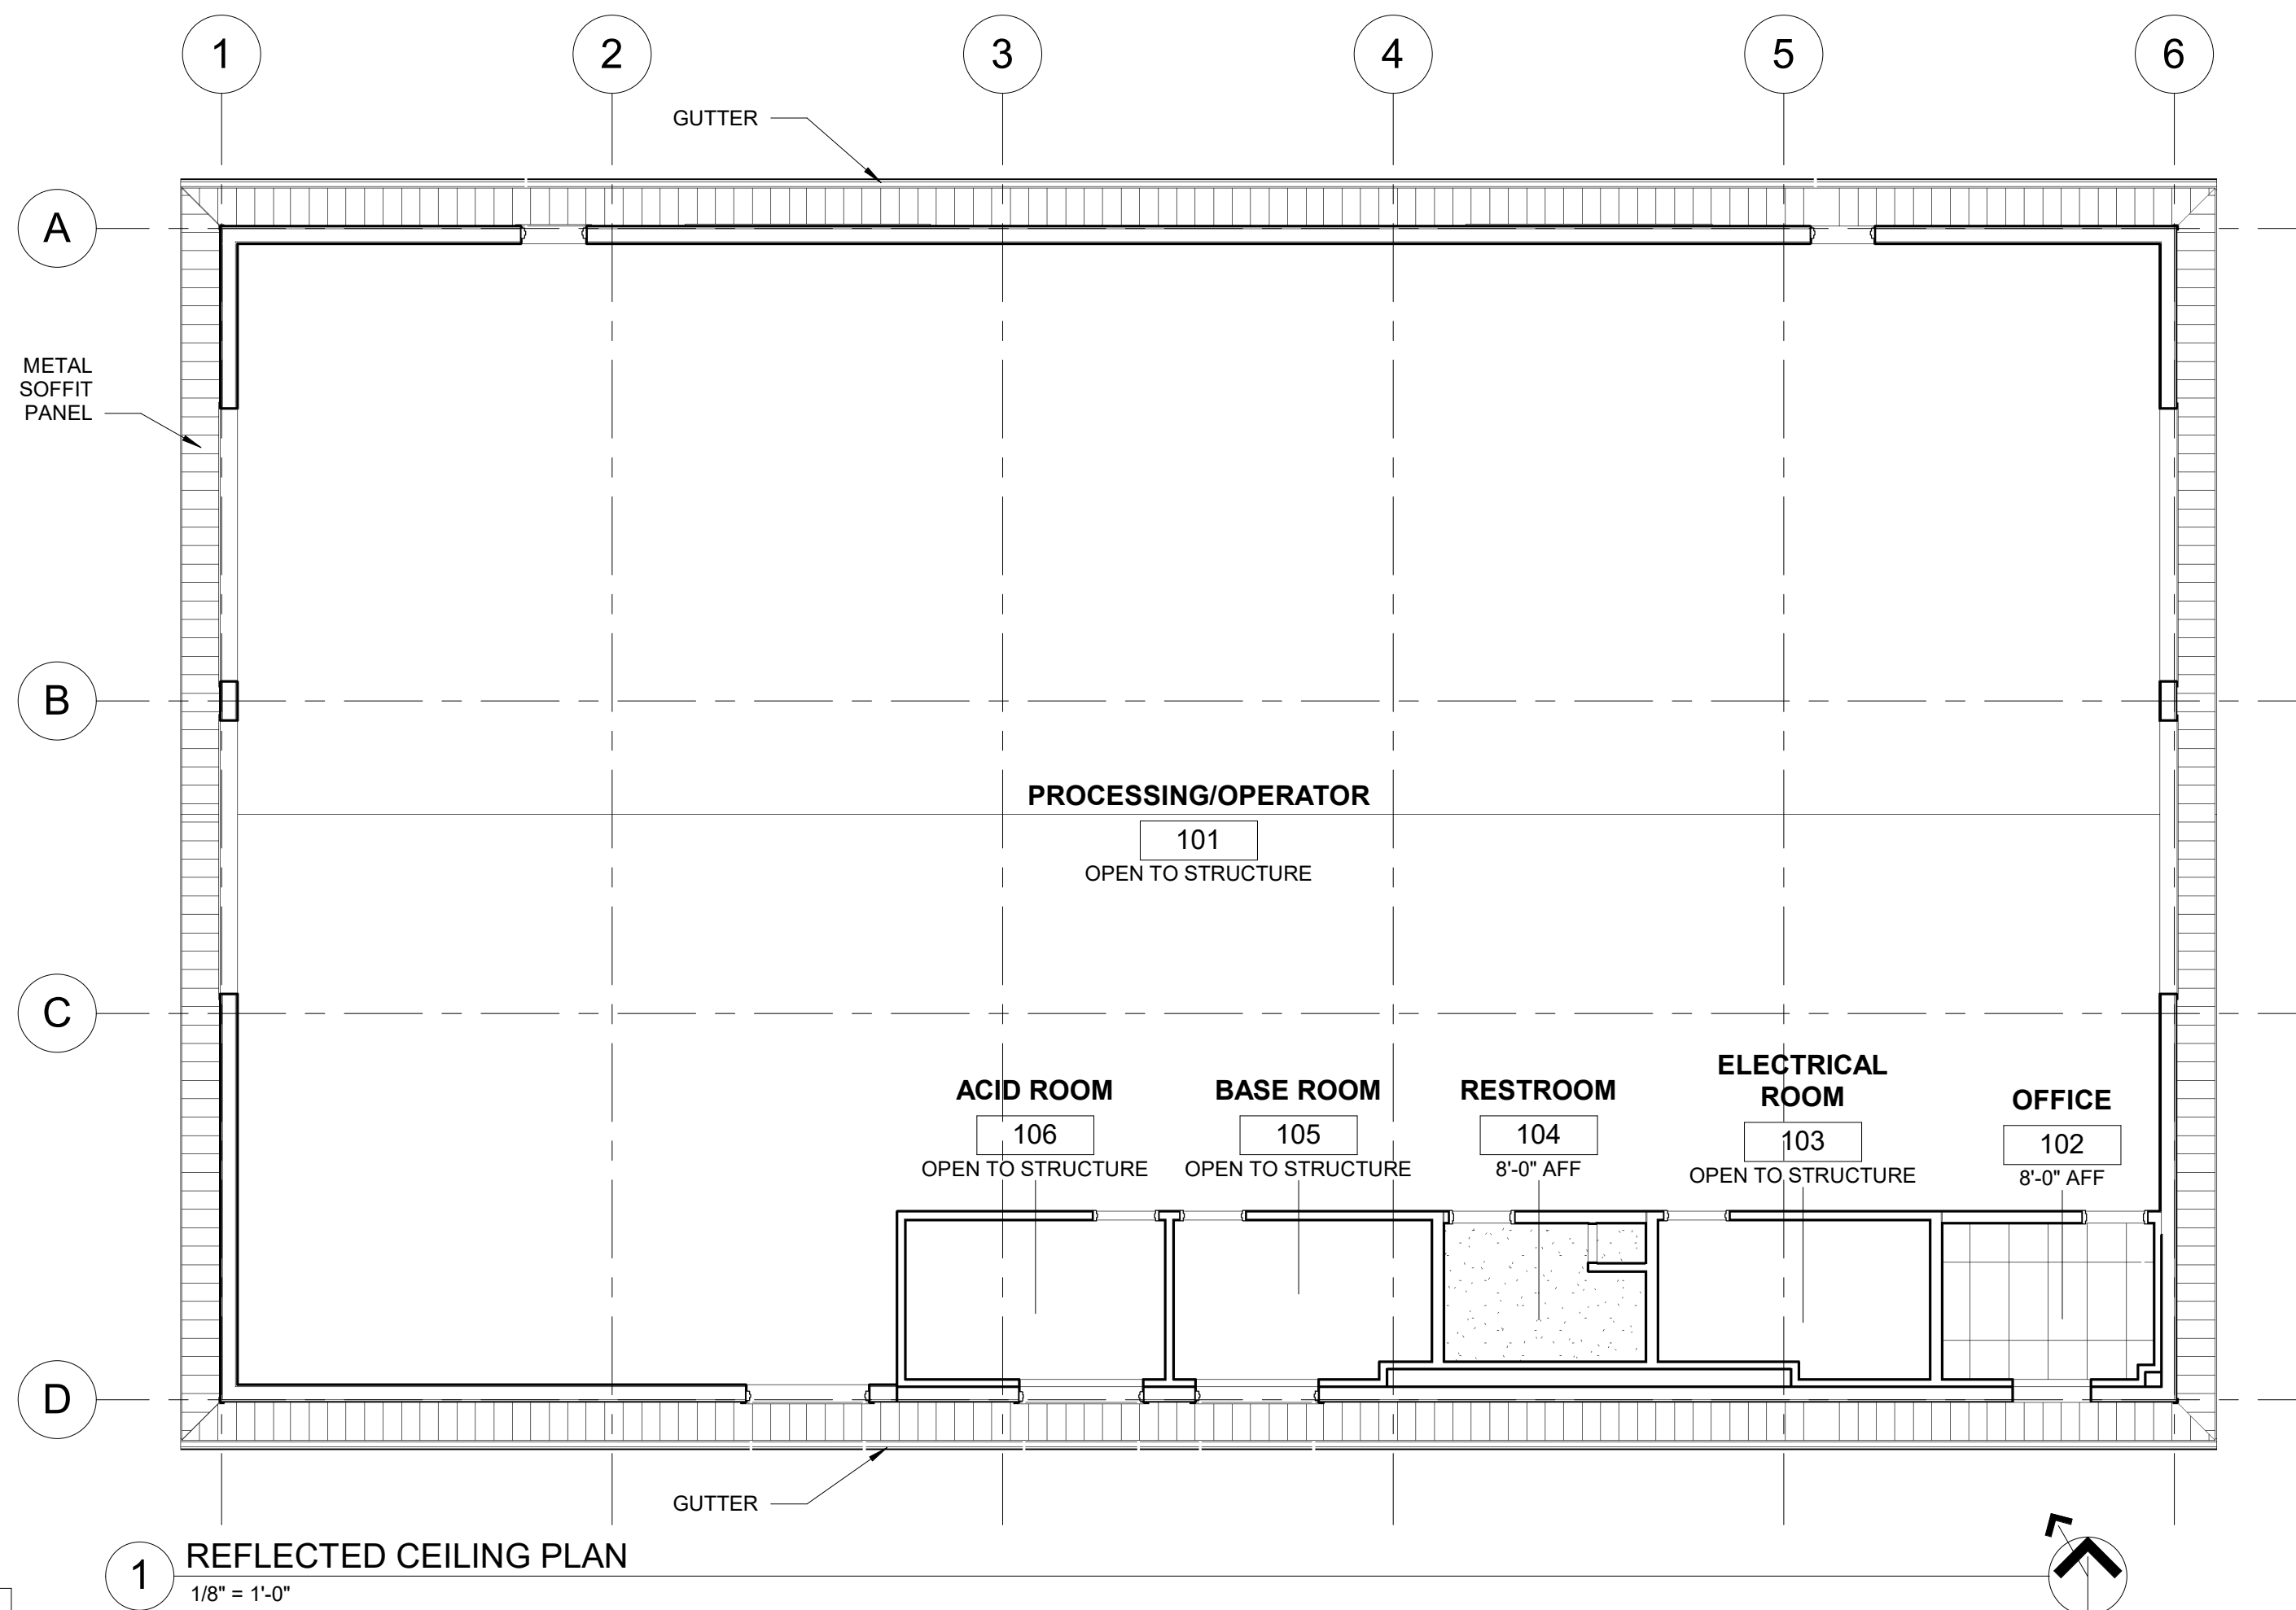 1
2
3
4
5
6
GUTTER
A
METAL
SOFFIT
PANEL
B
PROCESSING/OPERATOR
101
OPEN TO STRUCTURE
C
ACID ROOM
106
OPEN TO STRUCTURE
BASE ROOM
105
OPEN TO STRUCTURE
RESTROOM
104
8'-0" AFF
ELECTRICAL
ROOM
103
OPEN TO STRUCTURE
OFFICE
102
8'-0" AFF
D
GUTTER
1
REFLECTED CEILING PLAN
1/8" = 1'-0"